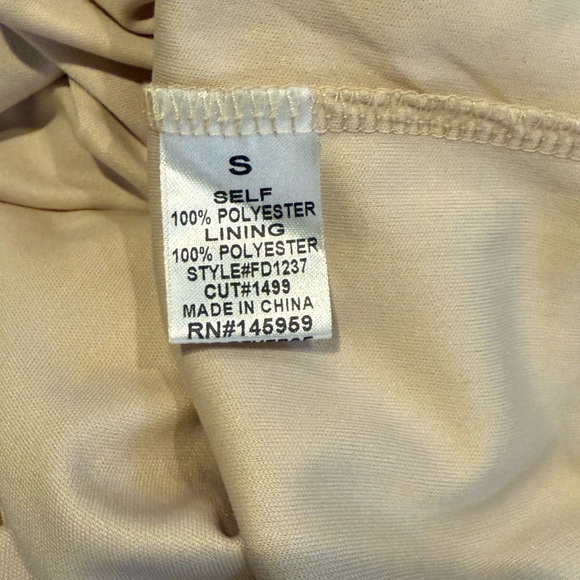 S
SELF
100% POLYESTER
LINING
100% POLYESTER
STYLE#FD1237
CUT#1499
MADE IN CHINA
RN#145959